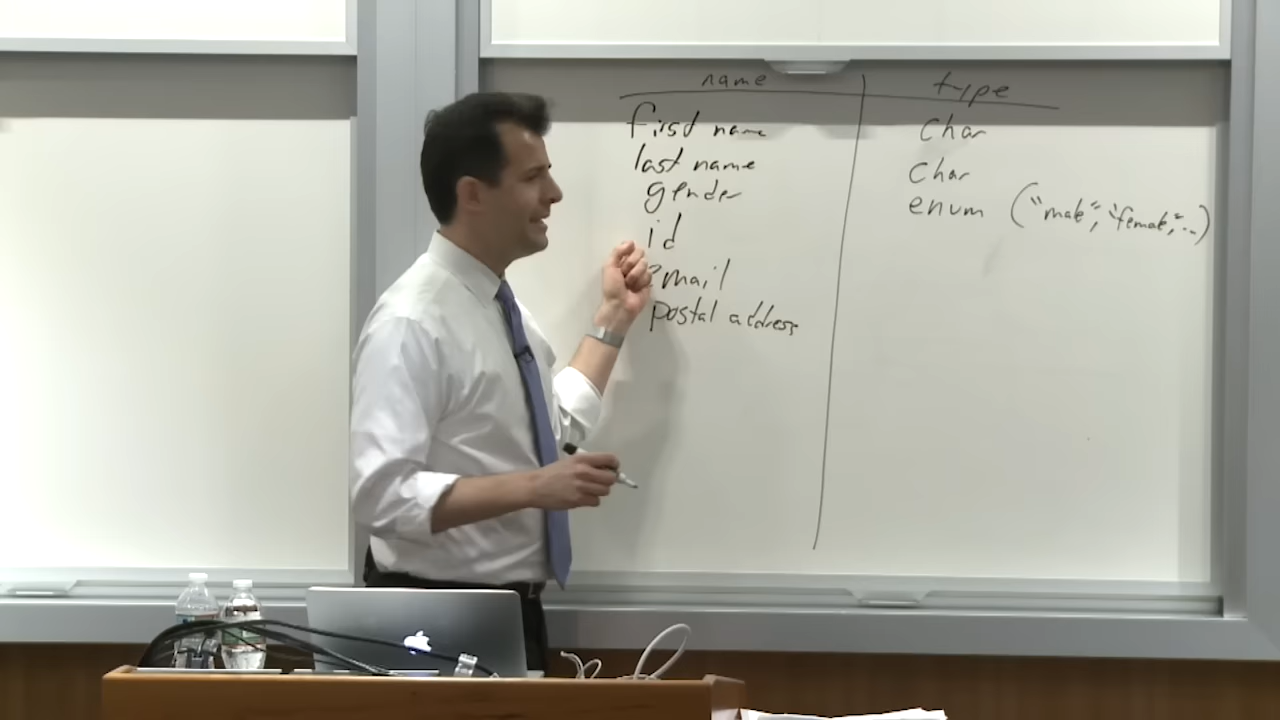 name type
first name char
last name char
gender enum ("male", "female", ..)
id
email
postal address